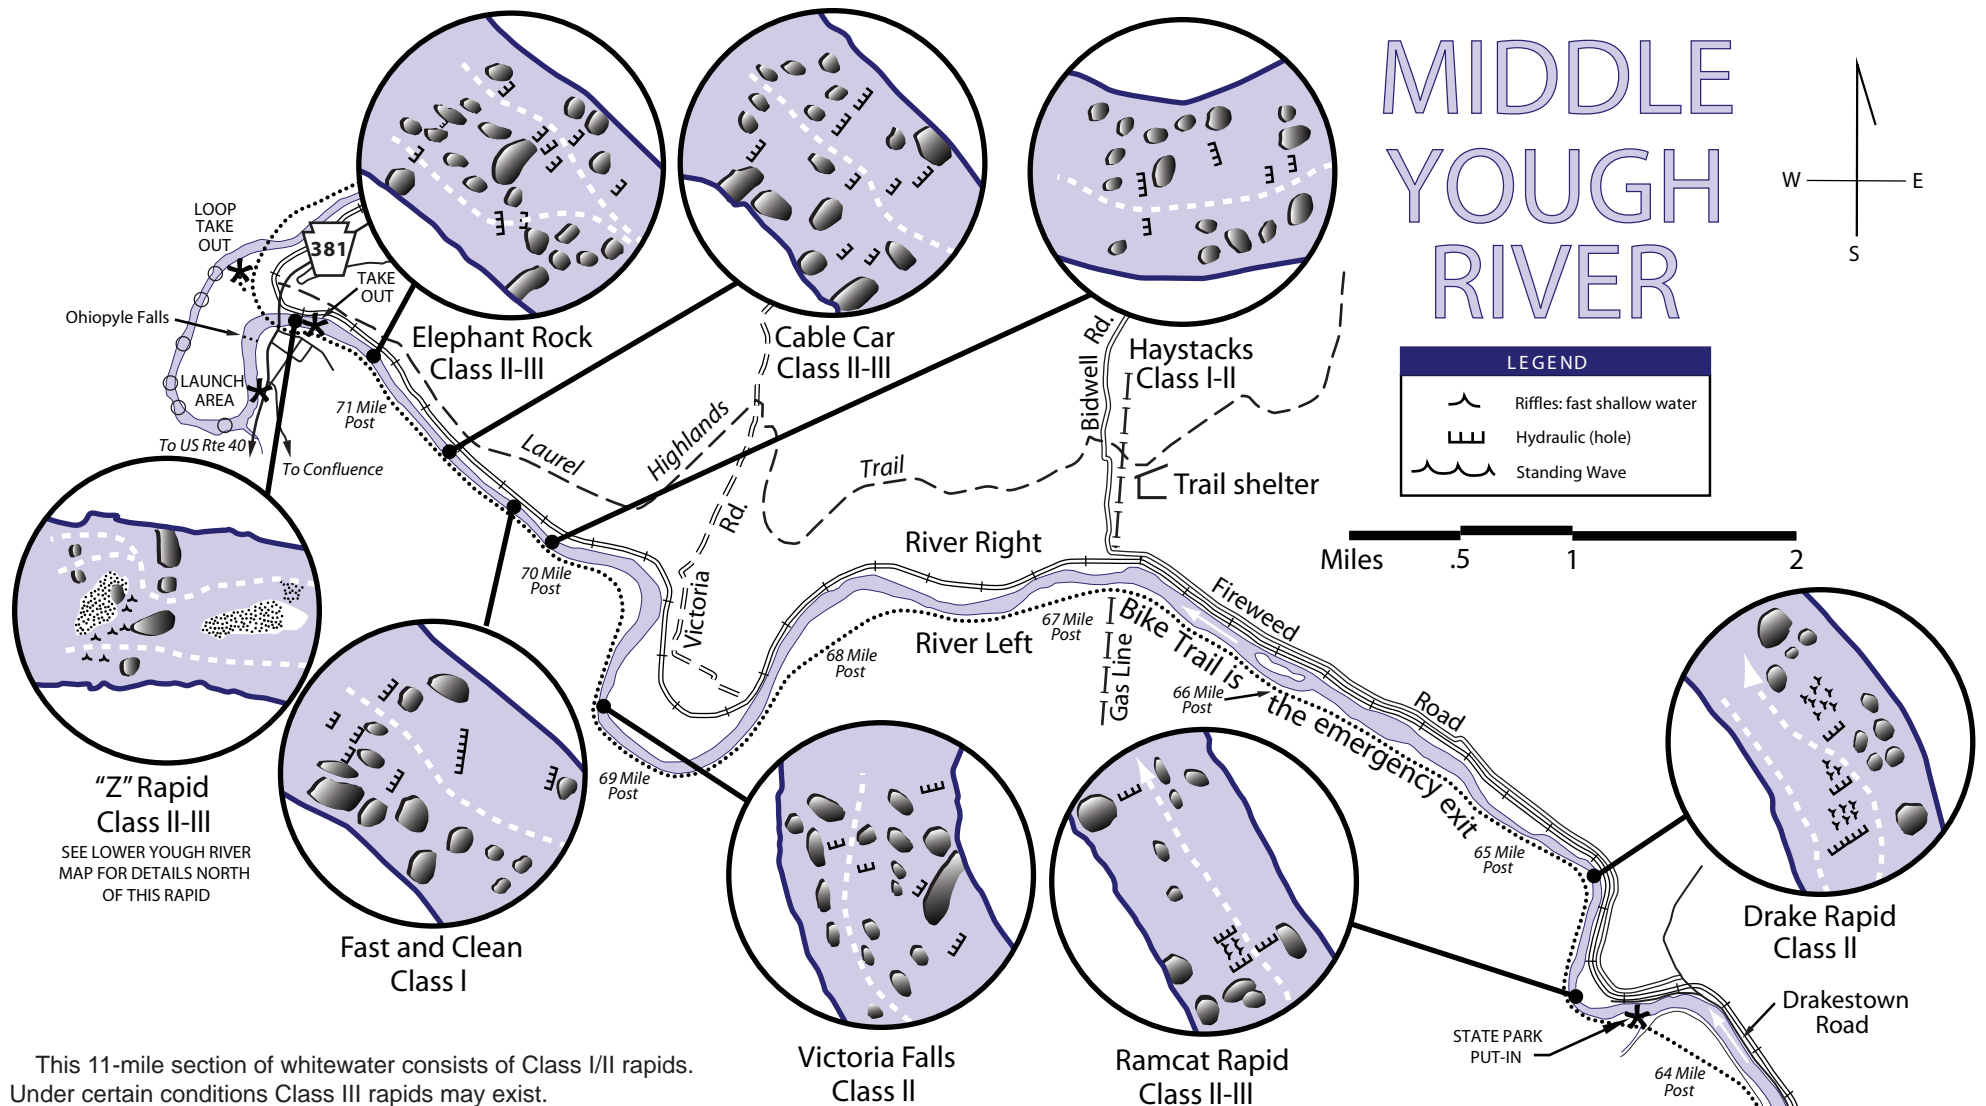 MIDDLE
YOUGH
RIVER
W
E
S
LEGEND
Riffles: fast shallow water
Hydraulic (hole)
Standing Wave
Miles
.5
1
2
LOOP
TAKE
OUT
381
TAKE
OUT
Ohiopyle Falls
LAUNCH
AREA
To US Rte 40
To Confluence
71 Mile
Post
Elephant Rock
Class II-III
Cable Car
Class II-III
Haystacks
Class I-II
Bidwell Rd.
Laurel
Highlands
Trail
Trail shelter
Victoria
Rd.
70 Mile
Post
River Right
River Left
67 Mile
Post
68 Mile
Post
69 Mile
Post
Gas Line
Fireweed
Road
Bike Trail is
the emergency exit
66 Mile
Post
65 Mile
Post
"Z" Rapid
Class II-III
SEE LOWER YOUGH RIVER
MAP FOR DETAILS NORTH
OF THIS RAPID
Fast and Clean
Class I
Victoria Falls
Class II
Ramcat Rapid
Class II-III
Drake Rapid
Class II
Drakestown
Road
STATE PARK
PUT-IN
64 Mile
Post
This 11-mile section of whitewater consists of Class I/II rapids.
Under certain conditions Class III rapids may exist.